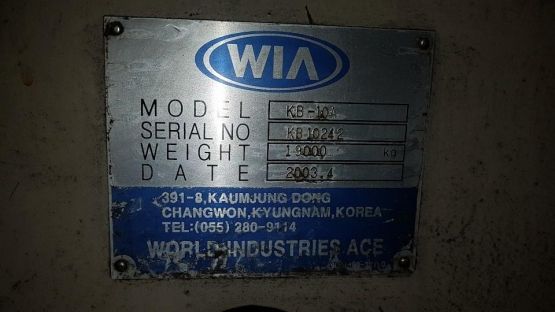 WIA
MODEL KB-10A
SERIAL NO KB10242
WEIGHT 19000 KG
DATE 2003.4
391-8,KAUMJUNG DONG
CHANGWON,KYUNGNAM,KOREA
TEL:(055) 280-9114
WORLD INDUSTRIES ACE